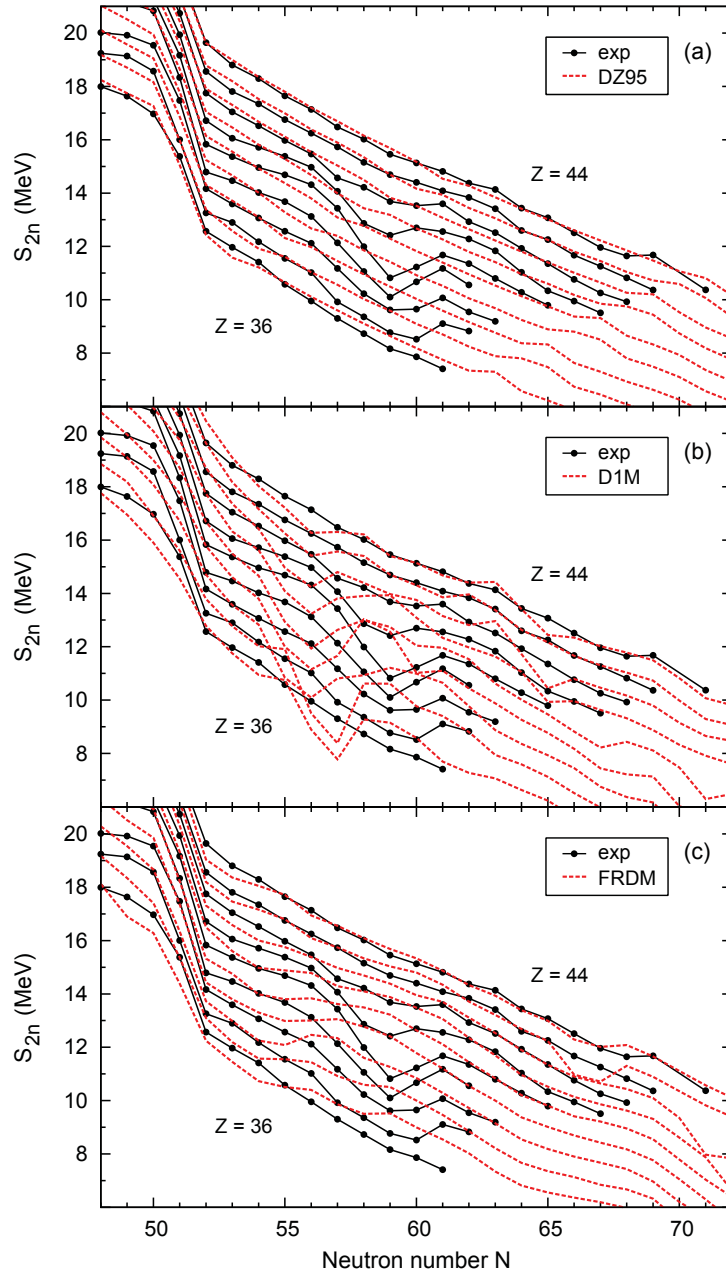 20
18
16
14
12
10
8
S2n (MeV)
exp
DZ95
(a)
Z = 44
Z = 36
20
18
16
14
12
10
8
S2n (MeV)
exp
D1M
(b)
Z = 44
Z = 36
20
18
16
14
12
10
8
S2n (MeV)
exp
FRDM
(c)
Z = 44
Z = 36
50 55 60 65 70
Neutron number N